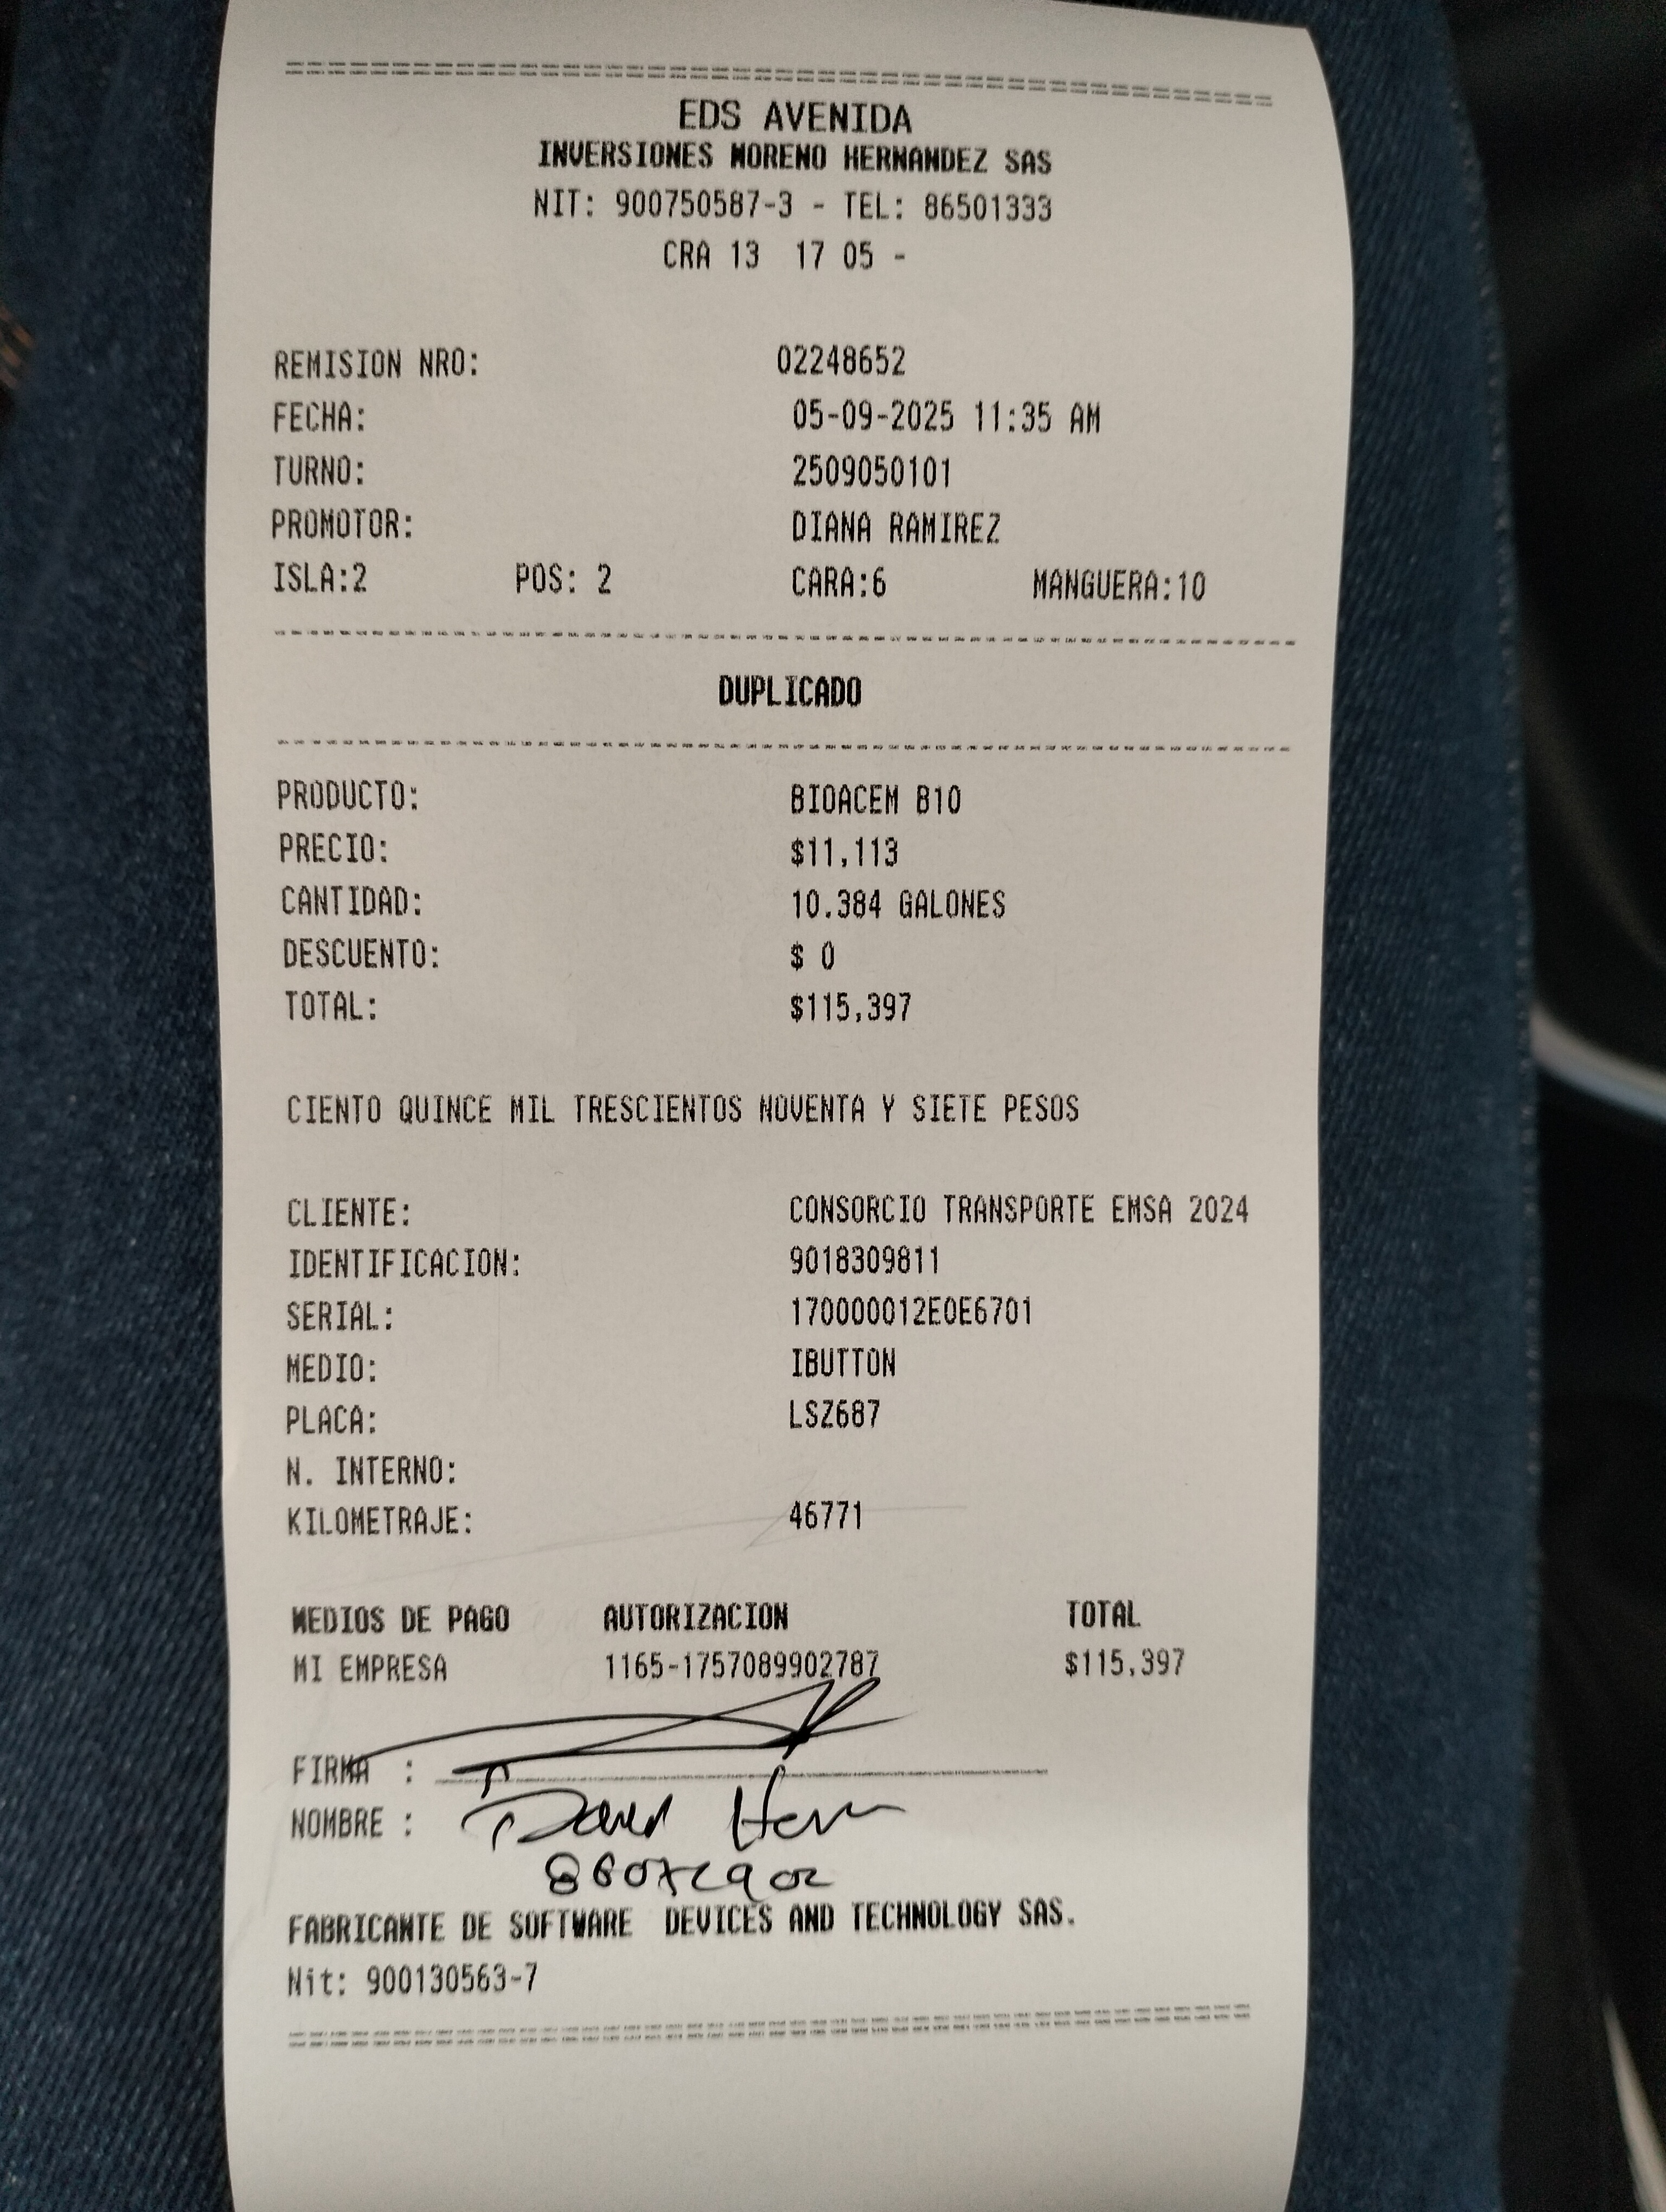 EDS AVENIDA
INVERSIONES MORENO HERNANDEZ SAS
NIT: 900750587-3 - TEL: 86501333
CRA 13 17 05 -
REMISION NRO: 02248652
FECHA: 05-09-2025 11:35 AM
TURNO: 2509050101
PROMOTOR: DIANA RAMIREZ
ISLA:2 POS: 2 CARA:6 MANGUERA:10
DUPLICADO
PRODUCTO: BIOACEM B10
PRECIO: $11,113
CANTIDAD: 10.384 GALONES
DESCUENTO: $ 0
TOTAL: $115,397
CIENTO QUINCE MIL TRESCIENTOS NOVENTA Y SIETE PESOS
CLIENTE: CONSORCIO TRANSPORTE EMSA 2024
IDENTIFICACION: 9018309811
SERIAL: 170000012E0E6701
MEDIO: IBUTTON
PLACA: LSZ687
N. INTERNO:
KILOMETRAJE: 46771
MEDIOS DE PAGO AUTORIZACION TOTAL
MI EMPRESA 1165-1757089902787 $115,397
FIRMA :
NOMBRE :
FABRICANTE DE SOFTWARE DEVICES AND TECHNOLOGY SAS.
Nit: 900130563-7